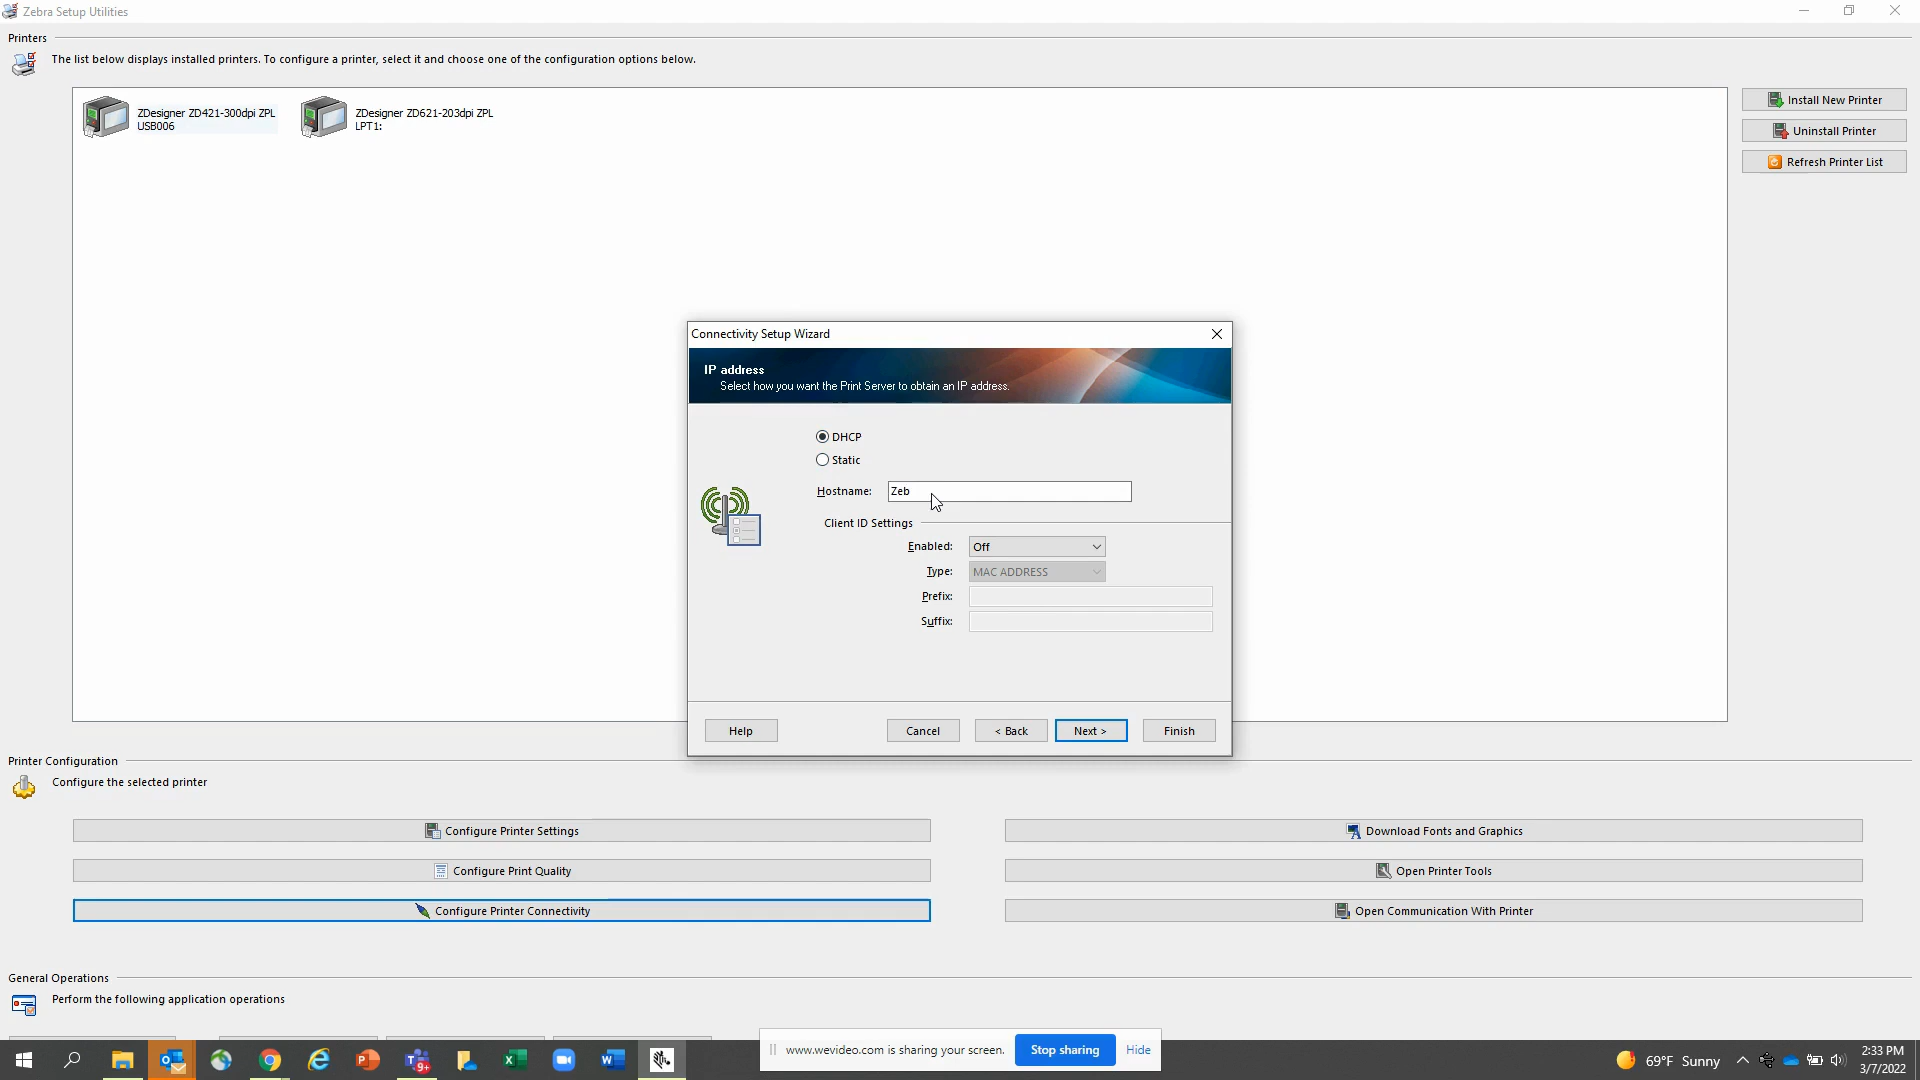 Zebra Setup Utilities
Printers
The list below displays installed printers. To configure a printer, select it and choose one of the configuration options below.
ZDesigner ZD421-300dpi ZPL
USB006
ZDesigner ZD621-203dpi ZPL
LPT1:
Install New Printer
Uninstall Printer
Refresh Printer List
Connectivity Setup Wizard
IP address
Select how you want the Print Server to obtain an IP address.
DHCP
Static
Hostname: Zeb
Client ID Settings
Enabled: Off
Type: MAC ADDRESS
Prefix:
Suffix:
Help
Cancel
< Back
Next >
Finish
Printer Configuration
Configure the selected printer
Configure Printer Settings
Download Fonts and Graphics
Configure Print Quality
Open Printer Tools
Configure Printer Connectivity
Open Communication With Printer
General Operations
Perform the following application operations
www.wevideo.com is sharing your screen.
Stop sharing
Hide
9+
69°F Sunny
2:33 PM
3/7/2022